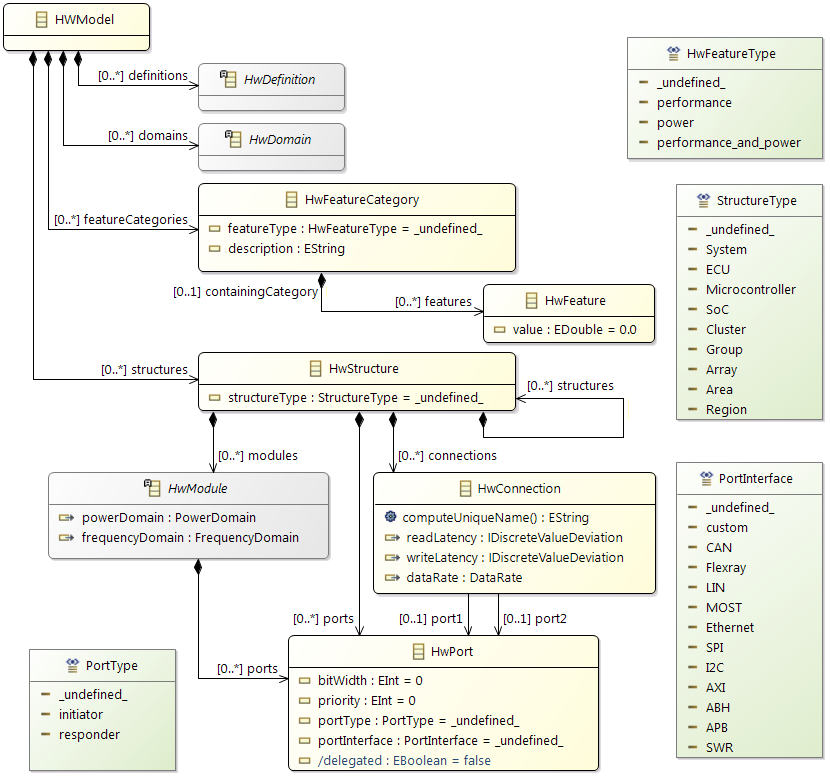 HWModel
[0..*] definitions
HwDefinition
[0..*] domains
HwDomain
[0..*] featureCategories
HwFeatureCategory
featureType : HwFeatureType = _undefined_
description : EString
[0..1] containingCategory
[0..*] features
HwFeature
value : EDouble = 0.0
[0..*] structures
HwStructure
structureType : StructureType = _undefined_
[0..*] structures
[0..*] modules
[0..*] connections
HwModule
powerDomain : PowerDomain
frequencyDomain : FrequencyDomain
HwConnection
computeUniqueName() : EString
readLatency : IDiscreteValueDeviation
writeLatency : IDiscreteValueDeviation
dataRate : DataRate
[0..*] ports
[0..1] port1
[0..1] port2
[0..*] ports
HwPort
bitWidth : EInt = 0
priority : EInt = 0
portType : PortType = _undefined_
portInterface : PortInterface = _undefined_
/delegated : EBoolean = false
PortType
_undefined_
initiator
responder
HwFeatureType
_undefined_
performance
power
performance_and_power
StructureType
_undefined_
System
ECU
Microcontroller
SoC
Cluster
Group
Array
Area
Region
PortInterface
_undefined_
custom
CAN
Flexray
LIN
MOST
Ethernet
SPI
I2C
AXI
ABH
APB
SWR